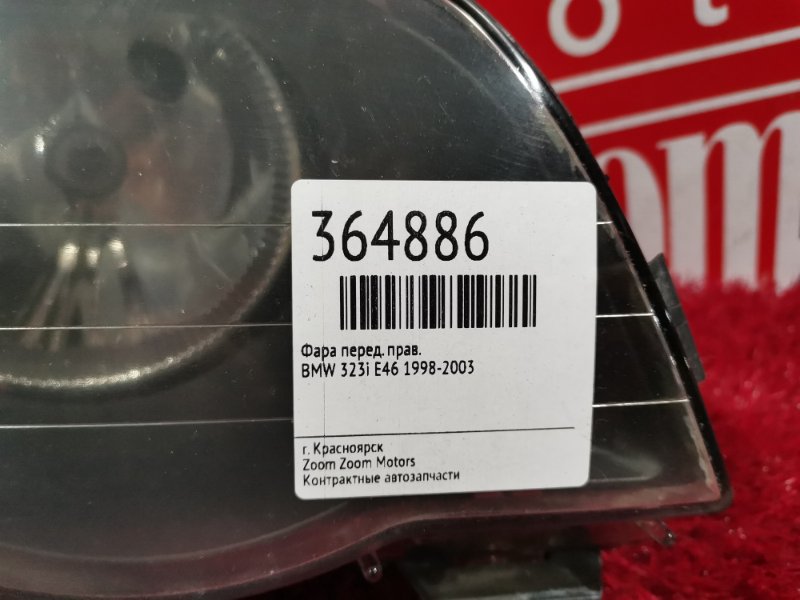 364886
Фара перед. прав.
BMW 323i E46 1998-2003
г. Красноярск
Zoom Zoom Motors
Контрактные автозапчасти